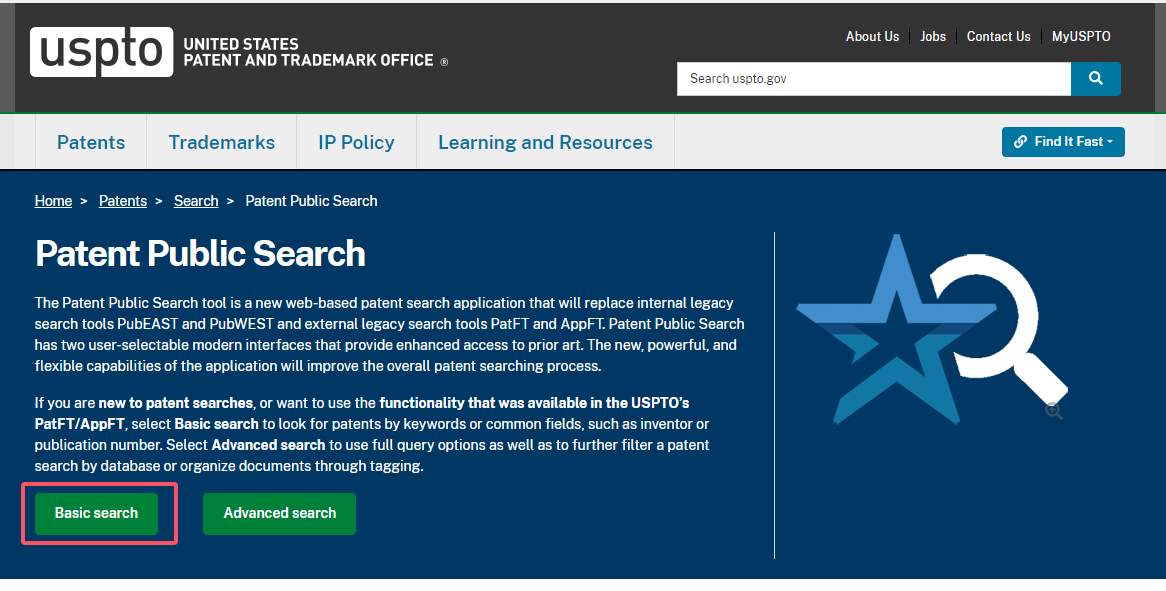 uspto UNITED STATES
PATENT AND TRADEMARK OFFICE ®
About Us | Jobs | Contact Us | MyUSPTO
Search uspto.gov
Patents
Trademarks
IP Policy
Learning and Resources
Find It Fast
Home > Patents > Search > Patent Public Search
Patent Public Search
The Patent Public Search tool is a new web-based patent search application that will replace internal legacy
search tools PubEAST and PubWEST and external legacy search tools PatFT and AppFT. Patent Public Search
has two user-selectable modern interfaces that provide enhanced access to prior art. The new, powerful, and
flexible capabilities of the application will improve the overall patent searching process.
If you are new to patent searches, or want to use the functionality that was available in the USPTO's
PatFT/AppFT, select Basic search to look for patents by keywords or common fields, such as inventor or
publication number. Select Advanced search to use full query options as well as to further filter a patent
search by database or organize documents through tagging.
Basic search
Advanced search